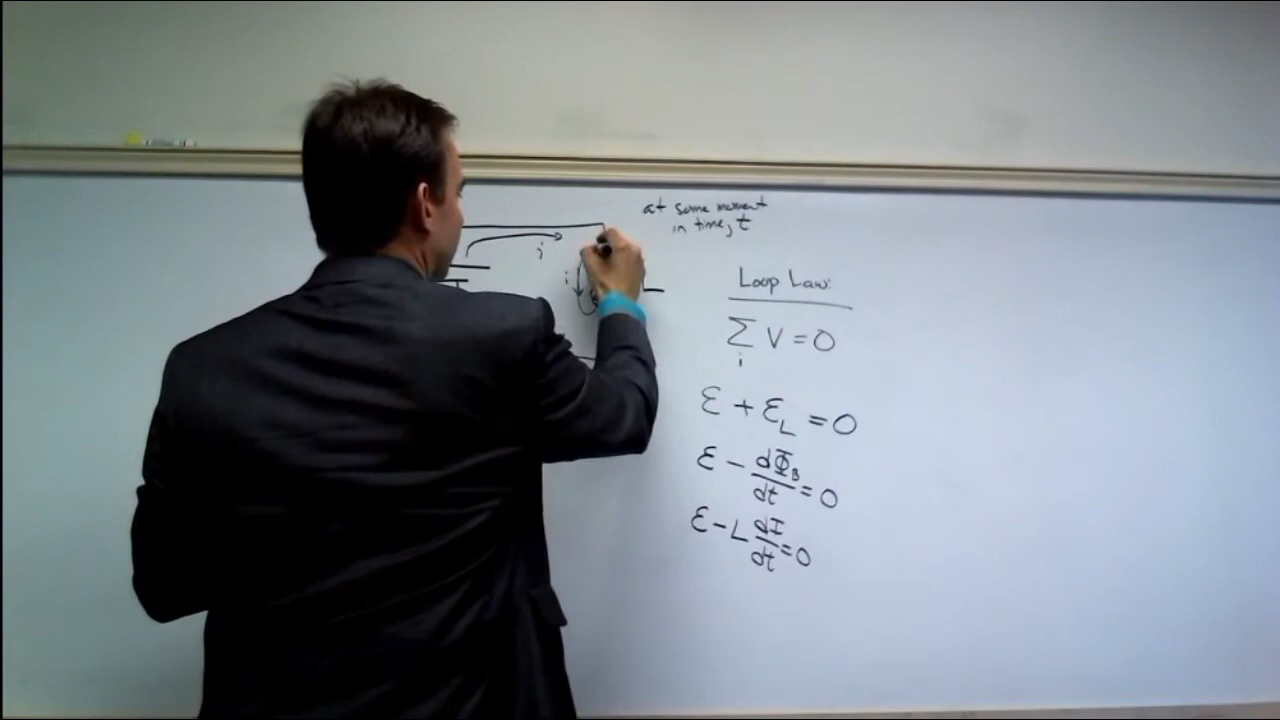 at some moment
in time, t
i
i
Loop Law:
∑ V = 0
i
ε + ε_L = 0
ε - dΦ_B/dt = 0
ε - L dI/dt = 0